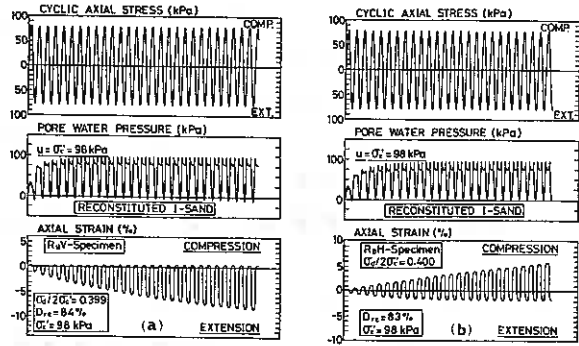 CYCLIC AXIAL STRESS (kPa)
100
50
0
50
100
COMP.
EXT.
PORE WATER PRESSURE (kPa)
100
0
u=σc'=98 kPa
RECONSTITUTED I-SAND
AXIAL STRAIN (%)
5
0
-5
-10
RdV-Specimen
COMPRESSION
σd/2σc'=0.399
Drc=84%
σc'=98 kPa
(a)
EXTENSION
CYCLIC AXIAL STRESS (kPa)
100
50
0
50
100
COMP.
EXT.
PORE WATER PRESSURE (kPa)
100
0
u=σc'=98 kPa
RECONSTITUTED I-SAND
AXIAL STRAIN (%)
10
5
0
-5
RdH-Specimen
σd/2σc'=0.400
COMPRESSION
Drc=83%
σc'=98 kPa
(b)
EXTENSION